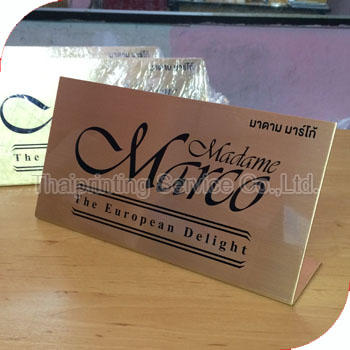 มาดาม มาร์โก้
Madame
Marco
The European Delight
Thaiprinting Service Co.,Ltd.
The